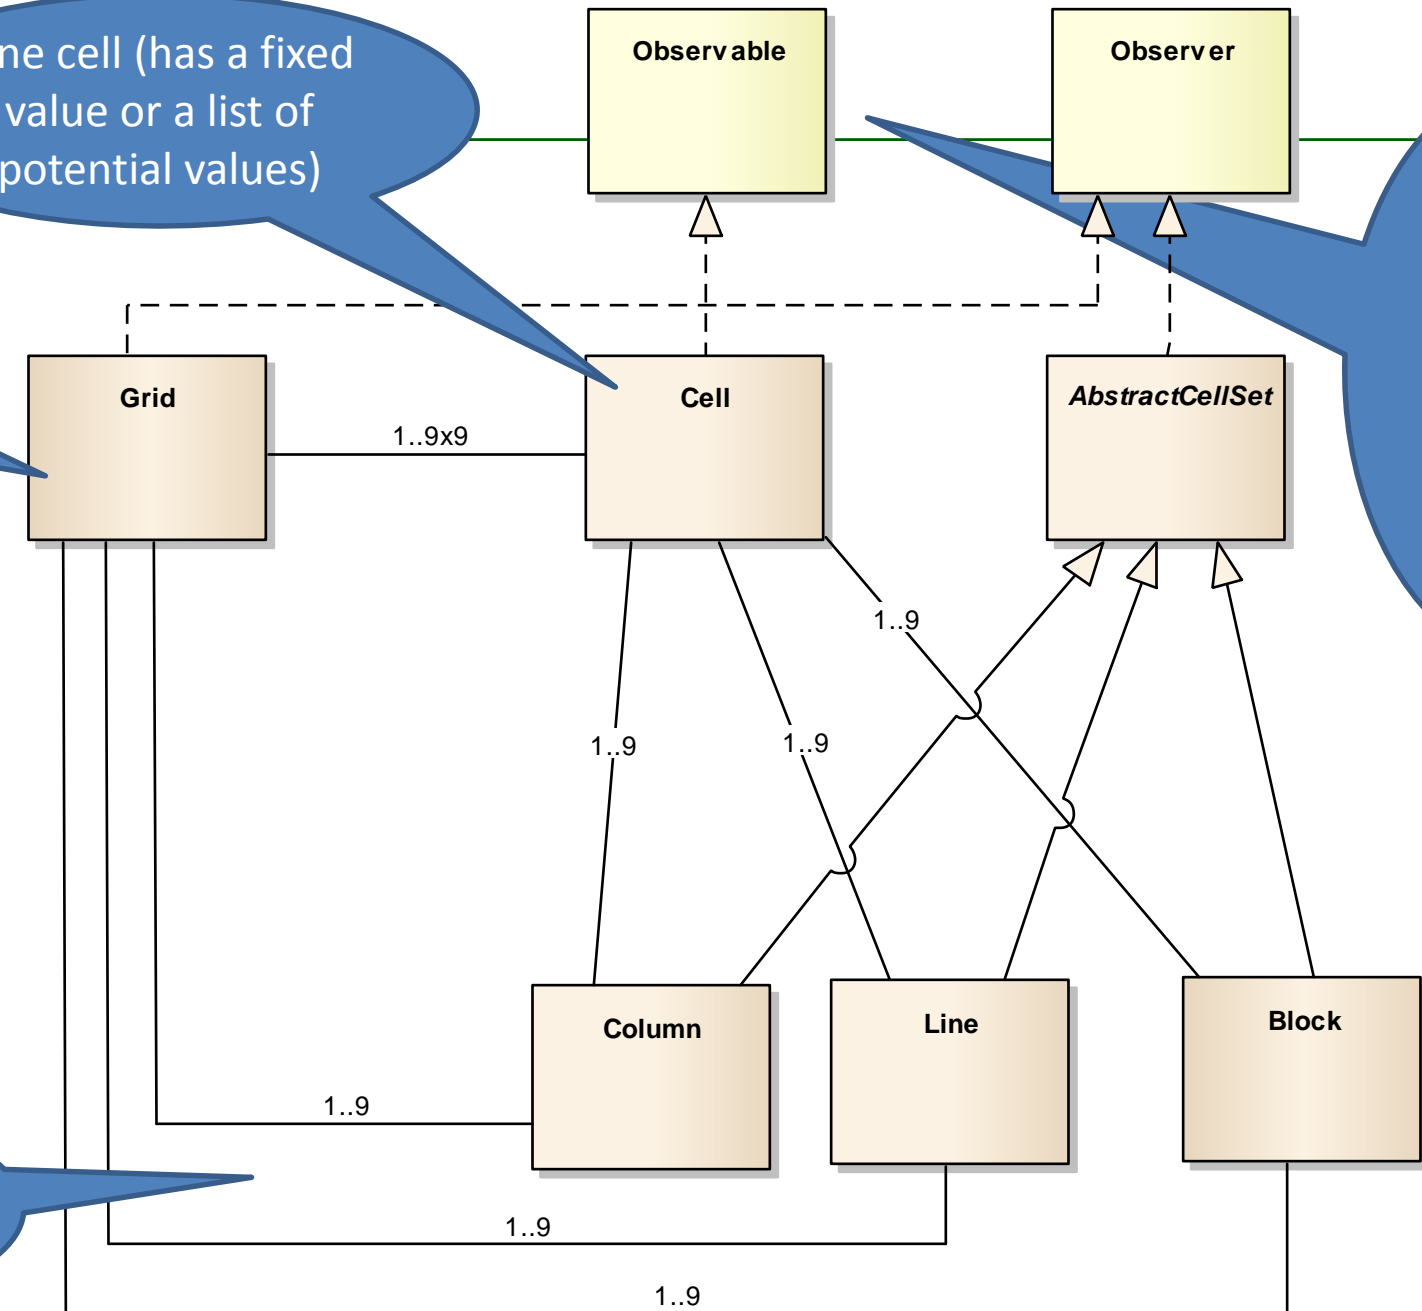 ne cell (has a fixed
value or a list of
potential values)
Observable
Observer
Grid
Cell
AbstractCellSet
1..9x9
1..9
1..9
1..9
Column
Line
Block
1..9
1..9
1..9